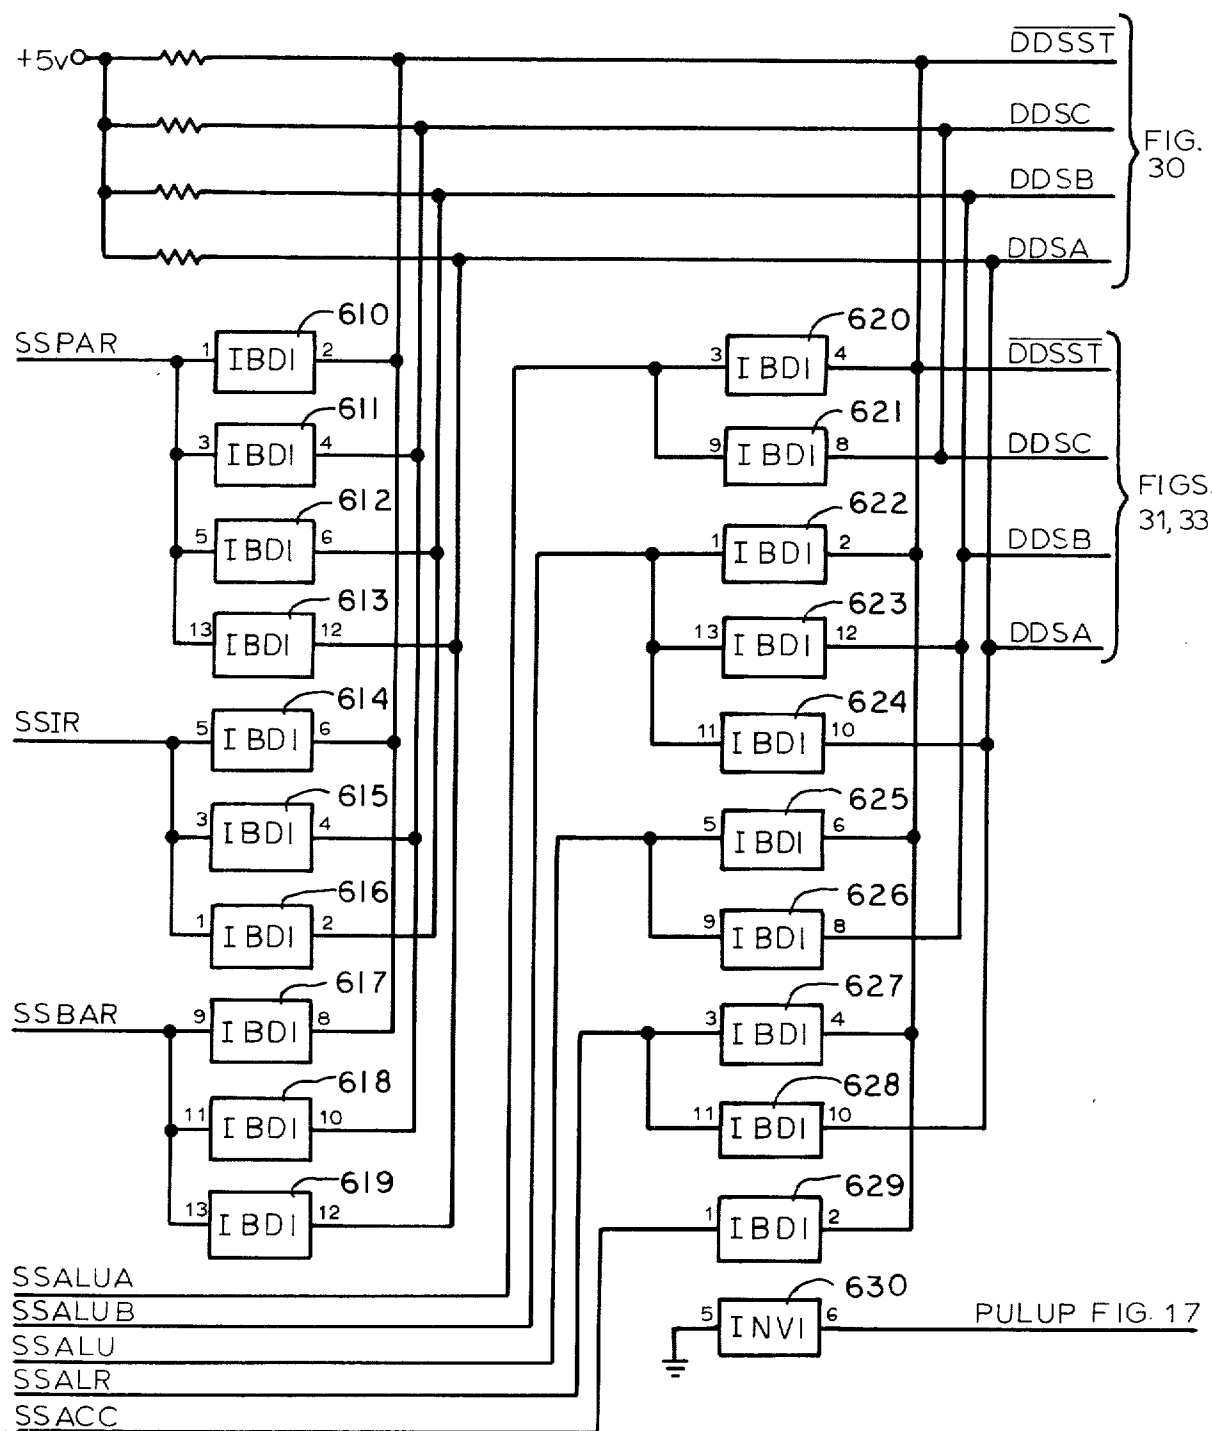 +5v
DDSST
DDSC
DDSB
DDSA
FIG.
30
SSPAR
1 IBDI 2
610
3 IBDI 4
611
5 IBDI 6
612
13 IBDI 12
613
SSIR
5 IBDI 6
614
3 IBDI 4
615
1 IBDI 2
616
SSBAR
9 IBDI 8
617
11 IBDI 10
618
13 IBDI 12
619
3 IBDI 4
620
9 IBDI 8
621
1 IBDI 2
622
13 IBDI 12
623
11 IBDI 10
624
5 IBDI 6
625
9 IBDI 8
626
3 IBDI 4
627
11 IBDI 10
628
1 IBDI 2
629
5 INVI 6
630
DDSST
DDSC
DDSB
DDSA
FIGS.
31, 33
PULUP FIG. 17
SSALUA
SSALUB
SSALU
SSALR
SSACC